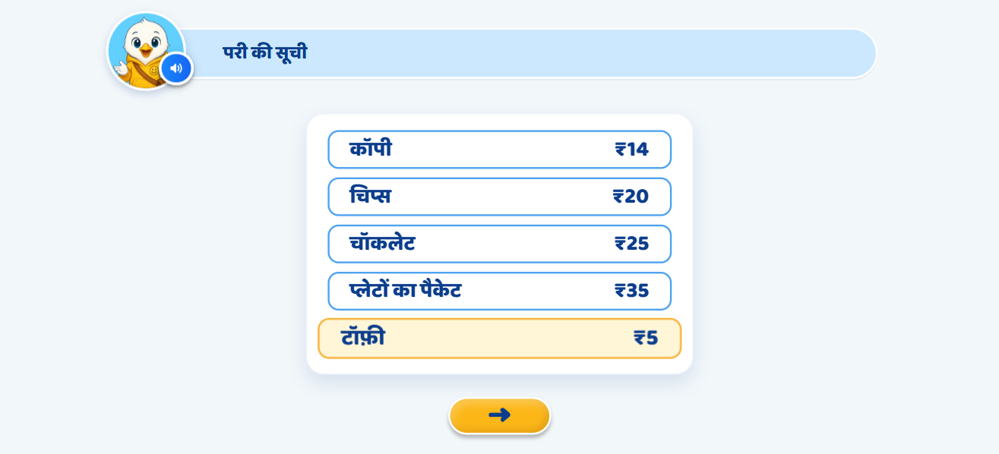 परी की सूची
कॉपी ₹14
चिप्स ₹20
चॉकलेट ₹25
प्लेटों का पैकेट ₹35
टॉफ़ी ₹5